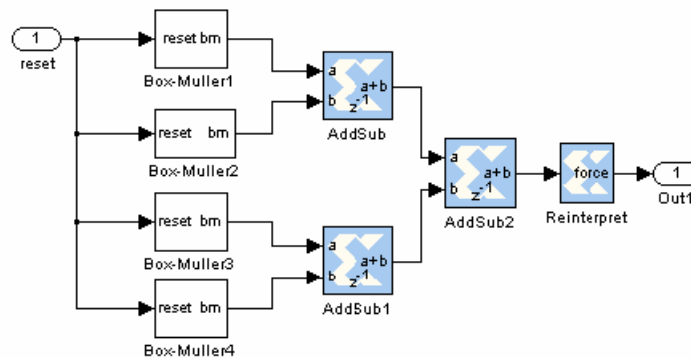 1
reset
reset bm
Box-Muller1
reset bm
Box-Muller2
a
b
a+b
z-1
AddSub
reset bm
Box-Muller3
reset bm
Box-Muller4
a
b
a+b
z-1
AddSub1
a
b
a+b
z-1
AddSub2
force
Reinterpret
1
Out1